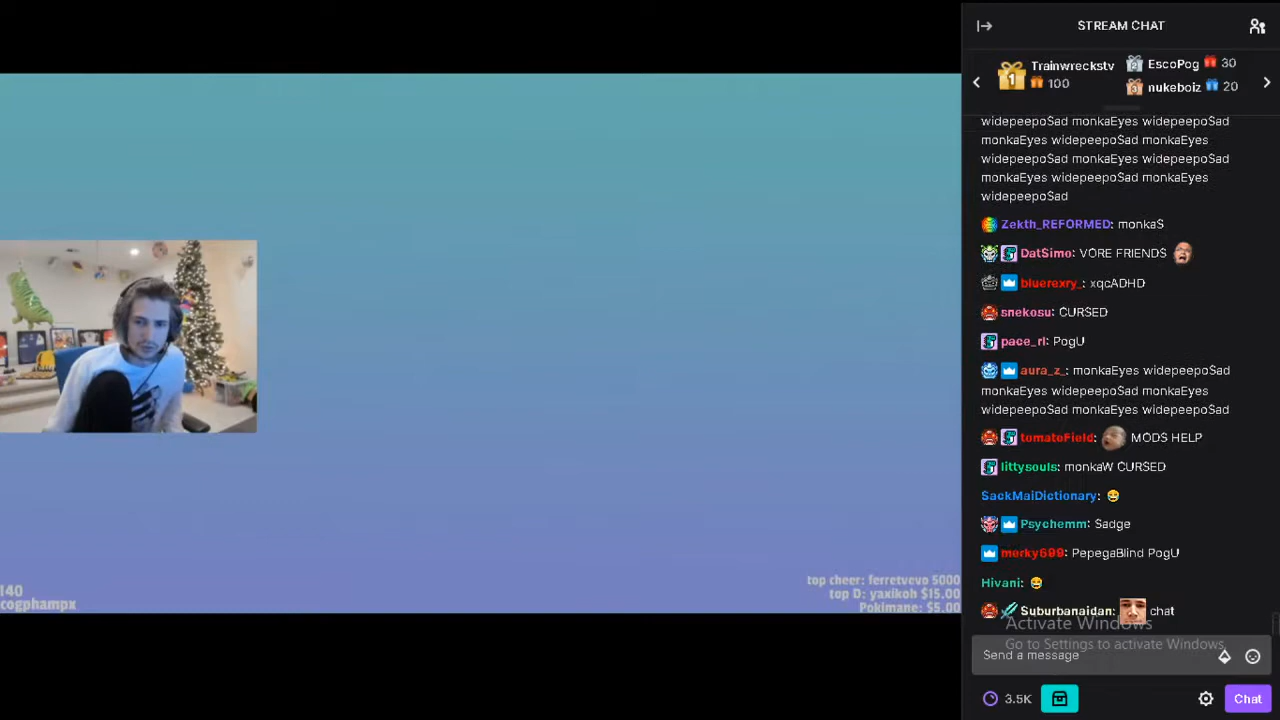 STREAM CHAT
Trainwreckstv
100
EscoPog 30
nukeboiz 20
1
2
3
widepeepoSad monkaEyes widepeepoSad
monkaEyes widepeepoSad monkaEyes
widepeepoSad monkaEyes widepeepoSad
monkaEyes widepeepoSad monkaEyes
widepeepoSad
Zekth_REFORMED: monkaS
DatSimo: VORE FRIENDS
bluerexry_: xqcADHD
snekosu: CURSED
pace_rl: PogU
aura_z_: monkaEyes widepeepoSad
monkaEyes widepeepoSad monkaEyes
widepeepoSad monkaEyes widepeepoSad
tomatoField: MODS HELP
littysouls: monkaW CURSED
SackMaiDictionary:
Psychemm: Sadge
merky699: PepegaBlind PogU
Hivani:
Suburbanaidan: chat
Activate Windows
Go to Settings to activate Windows.
Send a message
3.5K
Chat
140
cogphampx
top cheer: ferretvevo 5000
top D: yaxikoh $15.00
Pokimane: $5.00